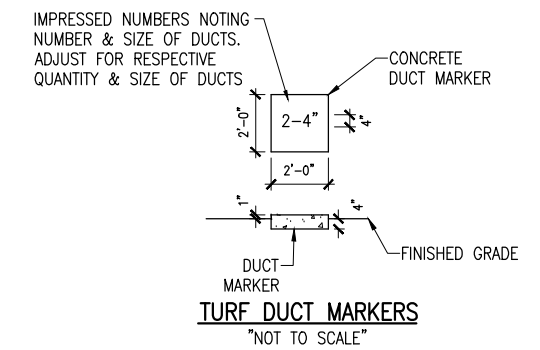 IMPRESSED NUMBERS NOTING
NUMBER & SIZE OF DUCTS.
ADJUST FOR RESPECTIVE
QUANTITY & SIZE OF DUCTS
CONCRETE
DUCT MARKER
2'-0"
2-4"
4"
2'-0"
1"
4"
FINISHED GRADE
DUCT
MARKER
TURF DUCT MARKERS
"NOT TO SCALE"